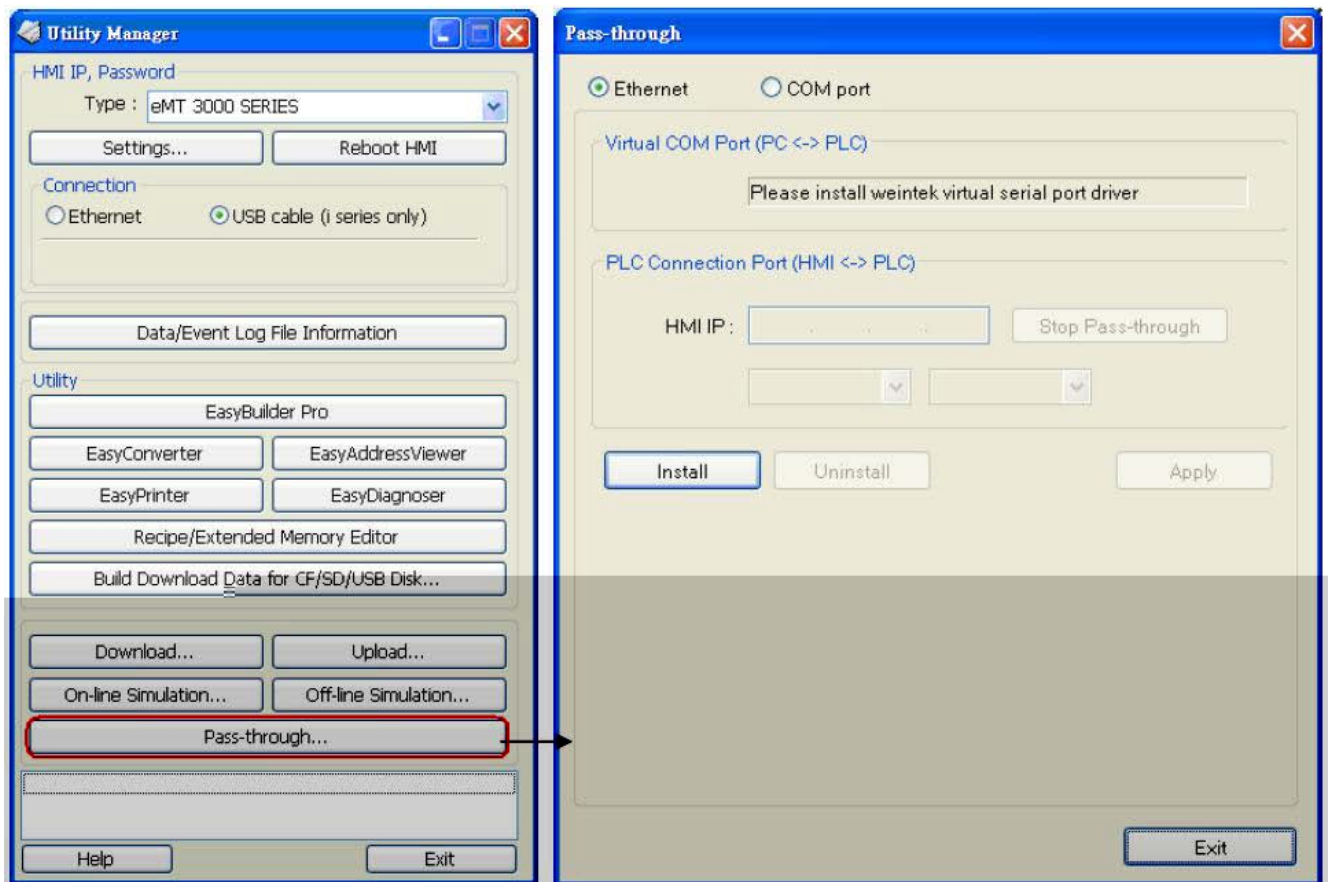 Utility Manager
HMI IP, Password
Type : eMT 3000 SERIES
Settings... Reboot HMI
Connection
Ethernet USB cable (i series only)
Data/Event Log File Information
Utility
EasyBuilder Pro
EasyConverter EasyAddressViewer
EasyPrinter EasyDiagnoser
Recipe/Extended Memory Editor
Build Download Data for CF/SD/USB Disk...
Download... Upload...
On-line Simulation... Off-line Simulation...
Pass-through...
Help Exit
Pass-through
Ethernet COM port
Virtual COM Port (PC <-> PLC)
Please install weintek virtual serial port driver
PLC Connection Port (HMI <-> PLC)
HMI IP : . . . Stop Pass-through
Install Uninstall Apply
Exit